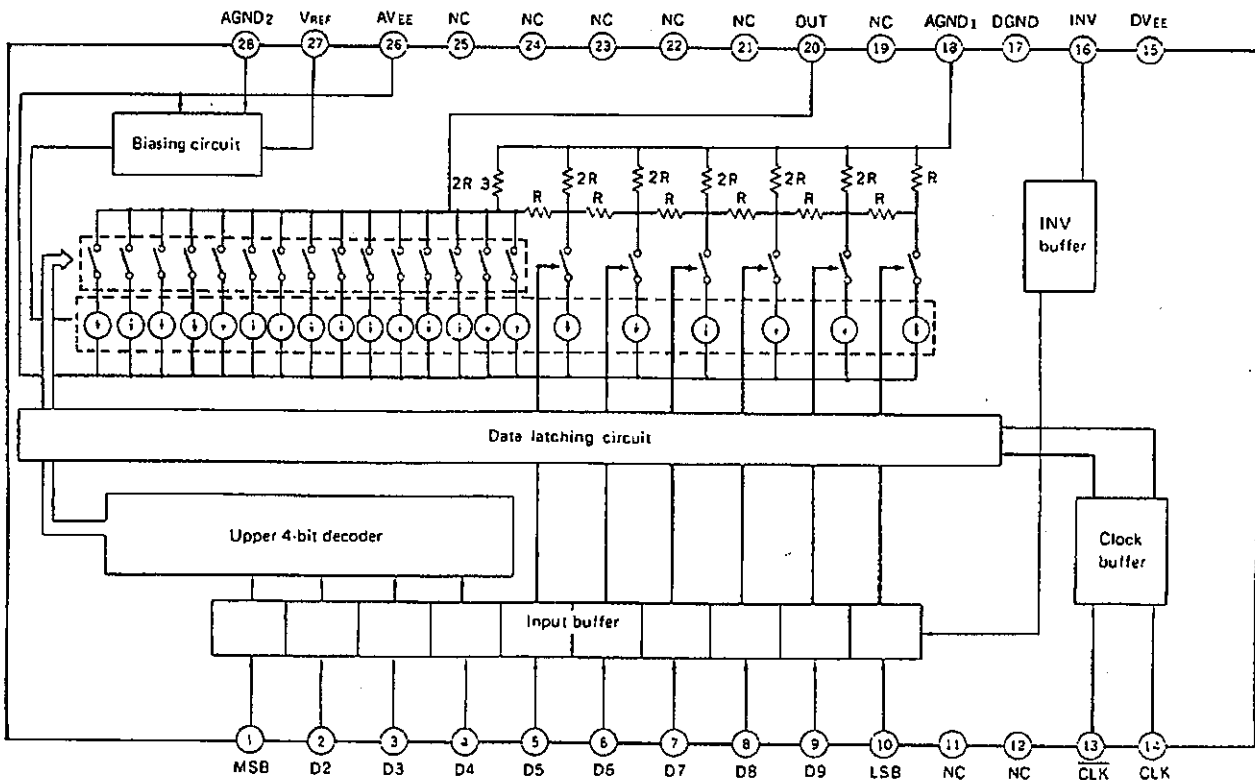 AGND2 VREF AVEE NC NC NC NC NC OUT NC AGND1 DGND INV DVEE
28 27 26 25 24 23 22 21 20 19 18 17 16 15
Biasing circuit
2R 3 2R 2R 2R 2R 2R R
R R R R R R
INV
buffer
Data latching circuit
Upper 4-bit decoder
Clock
buffer
Input buffer
1 2 3 4 5 6 7 8 9 10 11 12 13 14
MSB D2 D3 D4 D5 D6 D7 D8 D9 LSB NC NC CLK CLK